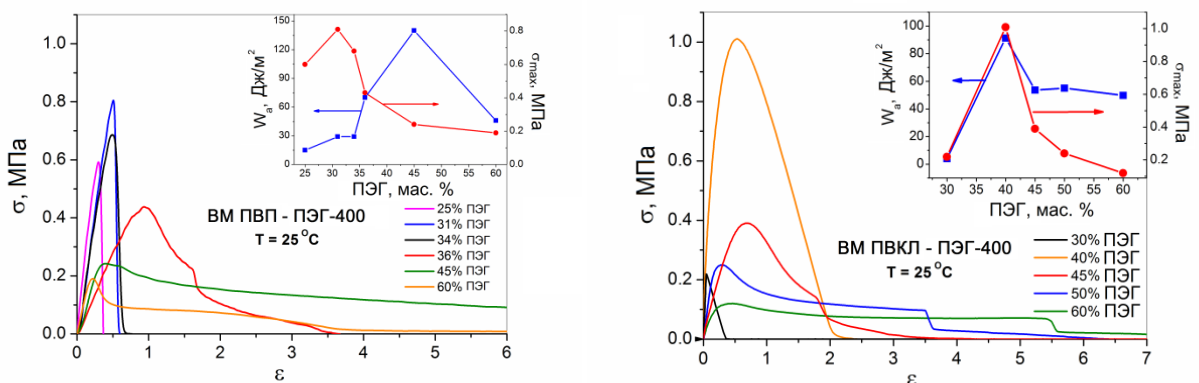 1.0
0.8
0.6
0.4
0.2
0.0
σ, МПа
0 1 2 3 4 5 6
ε
150
120
90
60
30
0
Wₐ, Дж/м²
0.8
0.6
0.4
0.2
0.0
σmax, МПа
25 30 35 40 45 50 55 60
ПЭГ, мас. %
ВМ ПВП - ПЭГ-400
T = 25 °C
25% ПЭГ
31% ПЭГ
34% ПЭГ
36% ПЭГ
45% ПЭГ
60% ПЭГ
1.0
0.8
0.6
0.4
0.2
0.0
σ, МПа
0 1 2 3 4 5 6 7
ε
100
80
60
40
20
0
Wₐ, Дж/м²
1.0
0.8
0.6
0.4
0.2
σmax, МПа
30 35 40 45 50 55 60
ПЭГ, мас. %
ВМ ПВКЛ - ПЭГ-400
T = 25 °C
30% ПЭГ
40% ПЭГ
45% ПЭГ
50% ПЭГ
60% ПЭГ